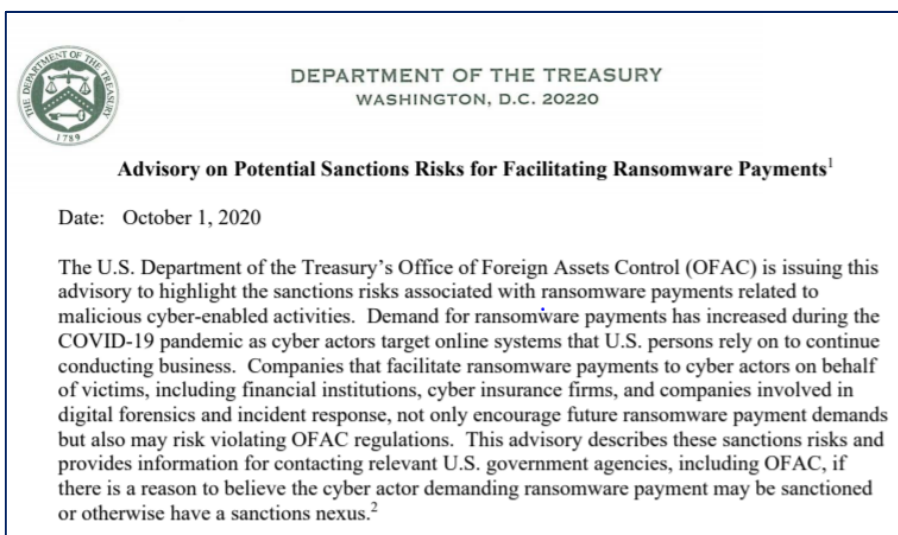 THE DEPARTMENT OF THE TREASURY
1789
DEPARTMENT OF THE TREASURY
WASHINGTON, D.C. 20220
Advisory on Potential Sanctions Risks for Facilitating Ransomware Payments1
Date: October 1, 2020
The U.S. Department of the Treasury’s Office of Foreign Assets Control (OFAC) is issuing this
advisory to highlight the sanctions risks associated with ransomware payments related to
malicious cyber-enabled activities. Demand for ransomware payments has increased during the
COVID-19 pandemic as cyber actors target online systems that U.S. persons rely on to continue
conducting business. Companies that facilitate ransomware payments to cyber actors on behalf
of victims, including financial institutions, cyber insurance firms, and companies involved in
digital forensics and incident response, not only encourage future ransomware payment demands
but also may risk violating OFAC regulations. This advisory describes these sanctions risks and
provides information for contacting relevant U.S. government agencies, including OFAC, if
there is a reason to believe the cyber actor demanding ransomware payment may be sanctioned
or otherwise have a sanctions nexus.2